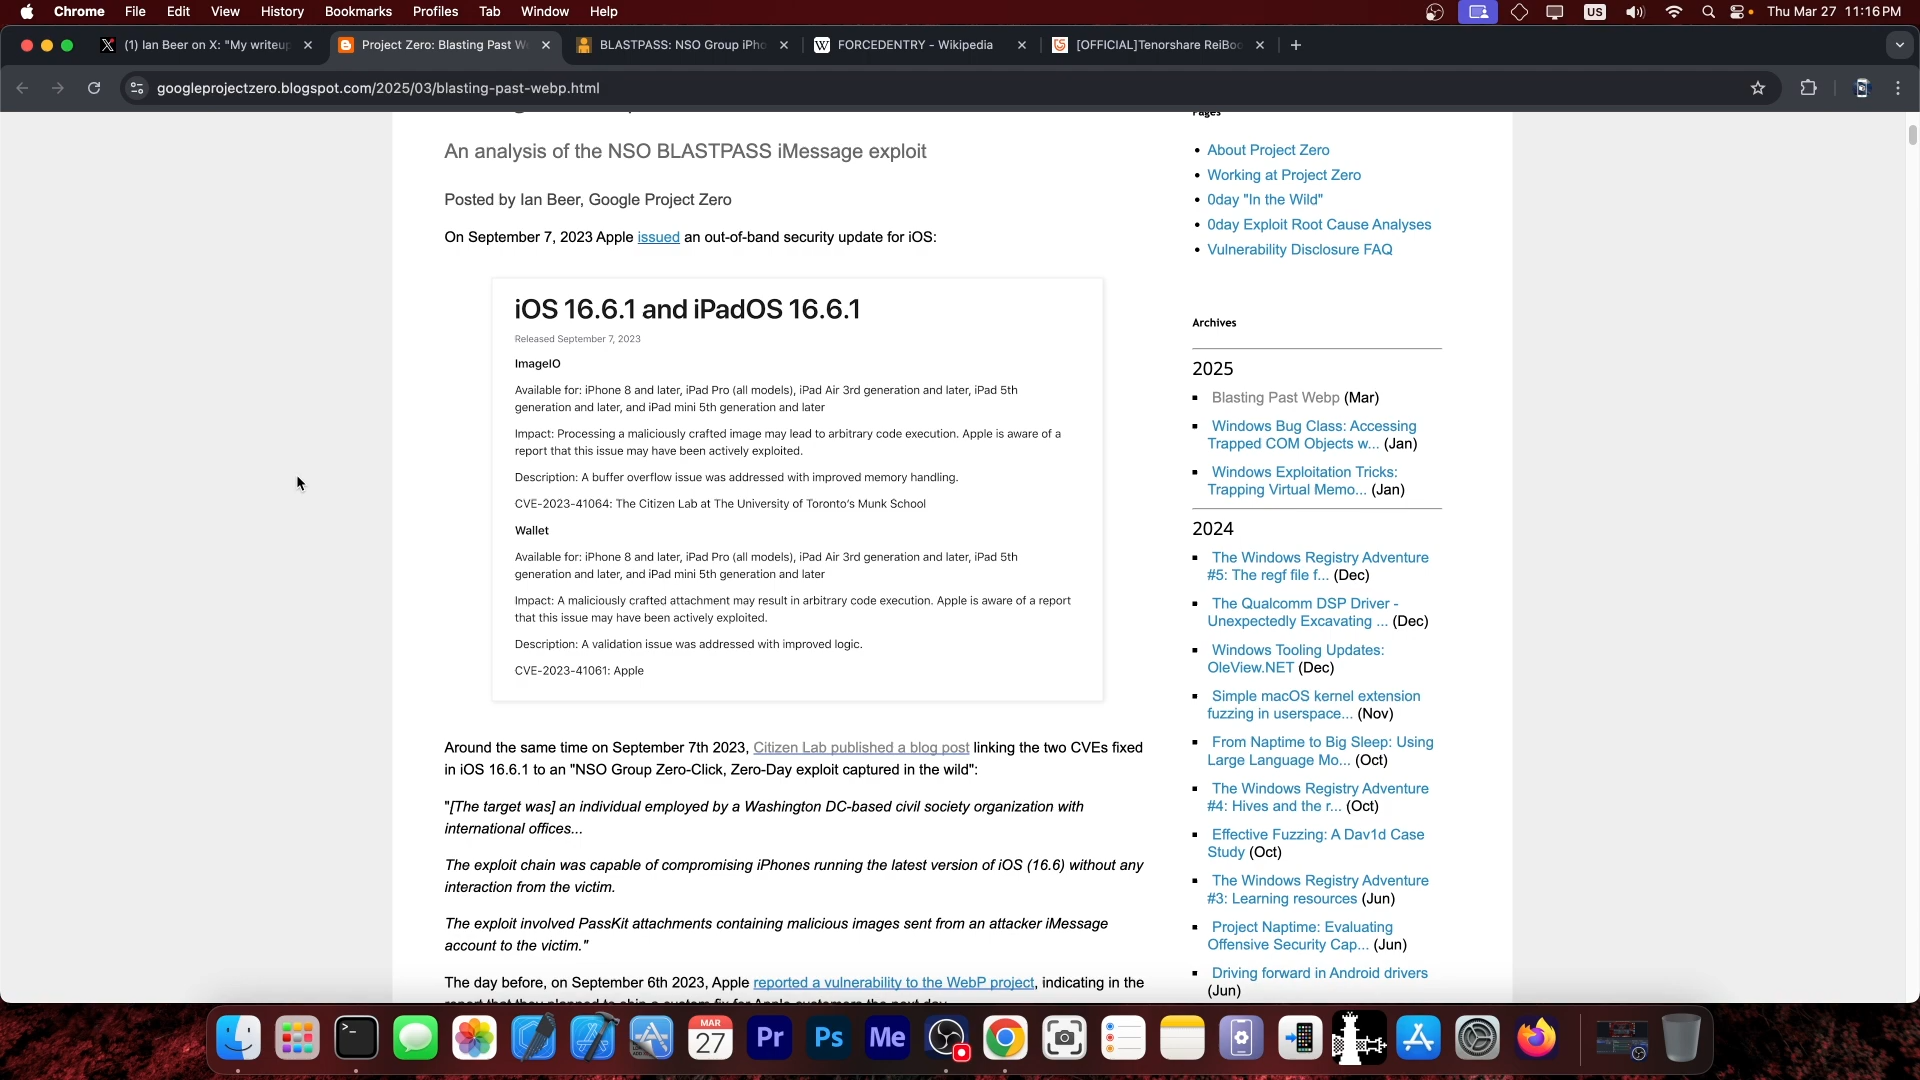 Chrome File Edit View History Bookmarks Profiles Tab Window Help US Thu Mar 27 11:16 PM
(1) Ian Beer on X: "My writeup
Project Zero: Blasting Past W
BLASTPASS: NSO Group iPho
FORCEDENTRY - Wikipedia
[OFFICIAL]Tenorshare ReiBoo
googleprojectzero.blogspot.com/2025/03/blasting-past-webp.html
An analysis of the NSO BLASTPASS iMessage exploit
Posted by Ian Beer, Google Project Zero
On September 7, 2023 Apple issued an out-of-band security update for iOS:
iOS 16.6.1 and iPadOS 16.6.1
Released September 7, 2023
ImageIO
Available for: iPhone 8 and later, iPad Pro (all models), iPad Air 3rd generation and later, iPad 5th
generation and later, and iPad mini 5th generation and later
Impact: Processing a maliciously crafted image may lead to arbitrary code execution. Apple is aware of a
report that this issue may have been actively exploited.
Description: A buffer overflow issue was addressed with improved memory handling.
CVE-2023-41064: The Citizen Lab at The University of Toronto's Munk School
Wallet
Available for: iPhone 8 and later, iPad Pro (all models), iPad Air 3rd generation and later, iPad 5th
generation and later, and iPad mini 5th generation and later
Impact: A maliciously crafted attachment may result in arbitrary code execution. Apple is aware of a report
that this issue may have been actively exploited.
Description: A validation issue was addressed with improved logic.
CVE-2023-41061: Apple
Around the same time on September 7th 2023, Citizen Lab published a blog post linking the two CVEs fixed
in iOS 16.6.1 to an "NSO Group Zero-Click, Zero-Day exploit captured in the wild":
"[The target was] an individual employed by a Washington DC-based civil society organization with
international offices...
The exploit chain was capable of compromising iPhones running the latest version of iOS (16.6) without any
interaction from the victim.
The exploit involved PassKit attachments containing malicious images sent from an attacker iMessage
account to the victim."
The day before, on September 6th 2023, Apple reported a vulnerability to the WebP project, indicating in the
report that they planned to ship a custom fix for Apple customers the next day.
Pages
• About Project Zero
• Working at Project Zero
• 0day "In the Wild"
• 0day Exploit Root Cause Analyses
• Vulnerability Disclosure FAQ
Archives
2025
Blasting Past Webp (Mar)
Windows Bug Class: Accessing
Trapped COM Objects w... (Jan)
Windows Exploitation Tricks:
Trapping Virtual Memo... (Jan)
2024
The Windows Registry Adventure
#5: The regf file f... (Dec)
The Qualcomm DSP Driver -
Unexpectedly Excavating ... (Dec)
Windows Tooling Updates:
OleView.NET (Dec)
Simple macOS kernel extension
fuzzing in userspace... (Nov)
From Naptime to Big Sleep: Using
Large Language Mo... (Oct)
The Windows Registry Adventure
#4: Hives and the r... (Oct)
Effective Fuzzing: A Dav1d Case
Study (Oct)
The Windows Registry Adventure
#3: Learning resources (Jun)
Project Naptime: Evaluating
Offensive Security Cap... (Jun)
Driving forward in Android drivers
(Jun)
MAR
27
Pr
Ps
Me